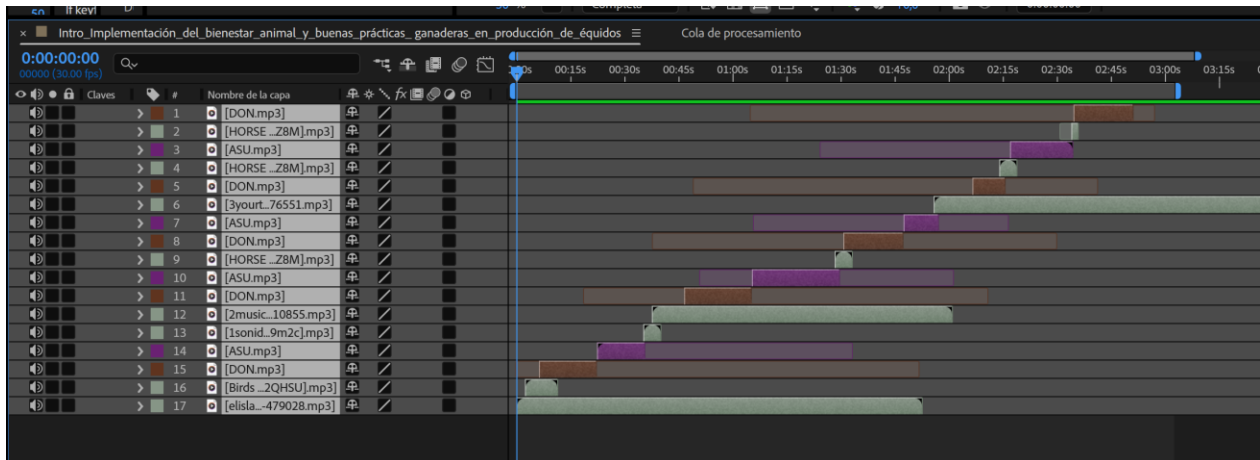 If key!
× Intro_Implementación_del_bienestar_animal_y_buenas_prácticas_ ganaderas_en_producción_de_équidos ≡ Cola de procesamiento
0:00:00:00
00000 (30.00 fps)
00:15s 00:30s 00:45s 01:00s 01:15s 01:30s 01:45s 02:00s 02:15s 02:30s 02:45s 03:00s 03:15s
Claves # Nombre de la capa fx
1 [DON.mp3]
2 [HORSE ...Z8M].mp3]
3 [ASU.mp3]
4 [HORSE ...Z8M].mp3]
5 [DON.mp3]
6 [3yourt...76551.mp3]
7 [ASU.mp3]
8 [DON.mp3]
9 [HORSE ...Z8M].mp3]
10 [ASU.mp3]
11 [DON.mp3]
12 [2music...10855.mp3]
13 [1sonid...9m2c].mp3]
14 [ASU.mp3]
15 [DON.mp3]
16 [Birds ...2QHSU].mp3]
17 [elisla...-479028.mp3]